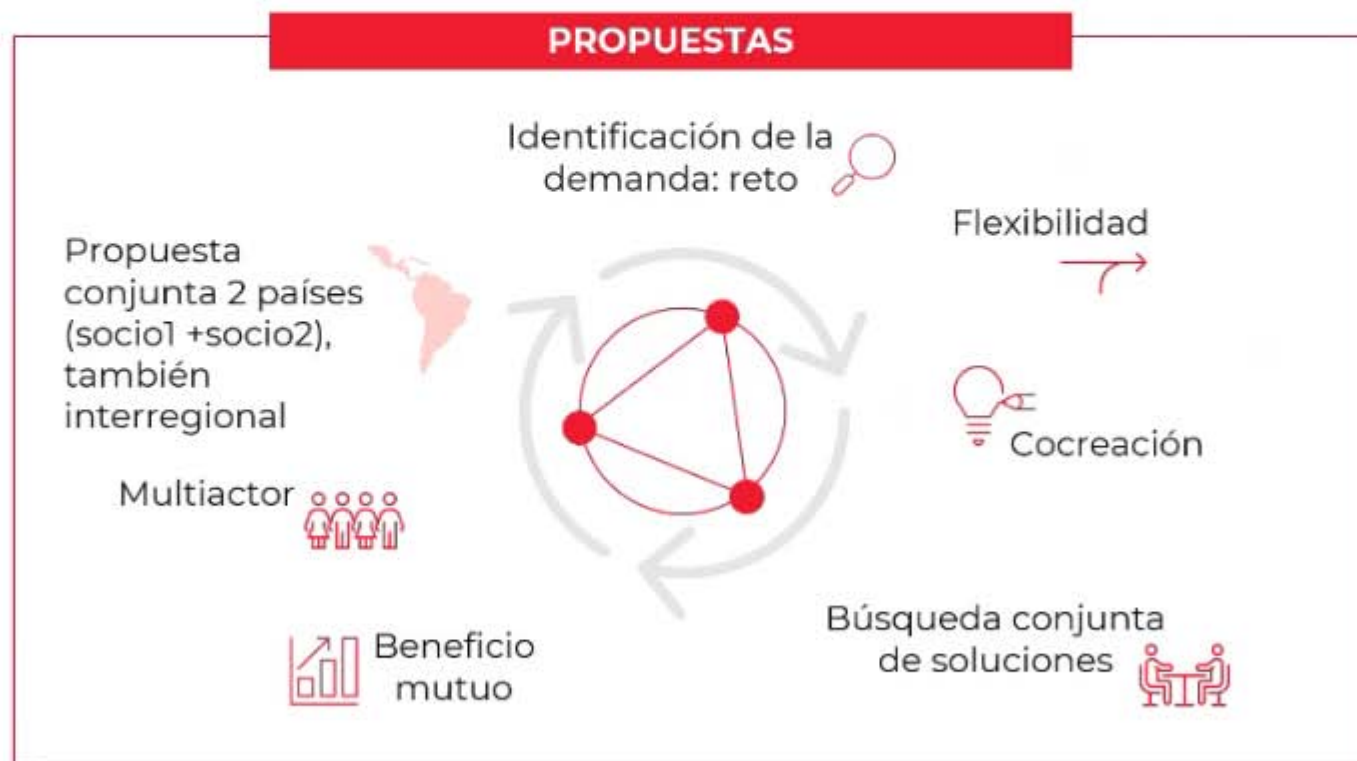 PROPUESTAS
Identificación de la
demanda: reto
Flexibilidad
Cocreación
Búsqueda conjunta
de soluciones
Beneficio
mutuo
Multiactor
Propuesta
conjunta 2 países
(socio1 +socio2),
también
interregional